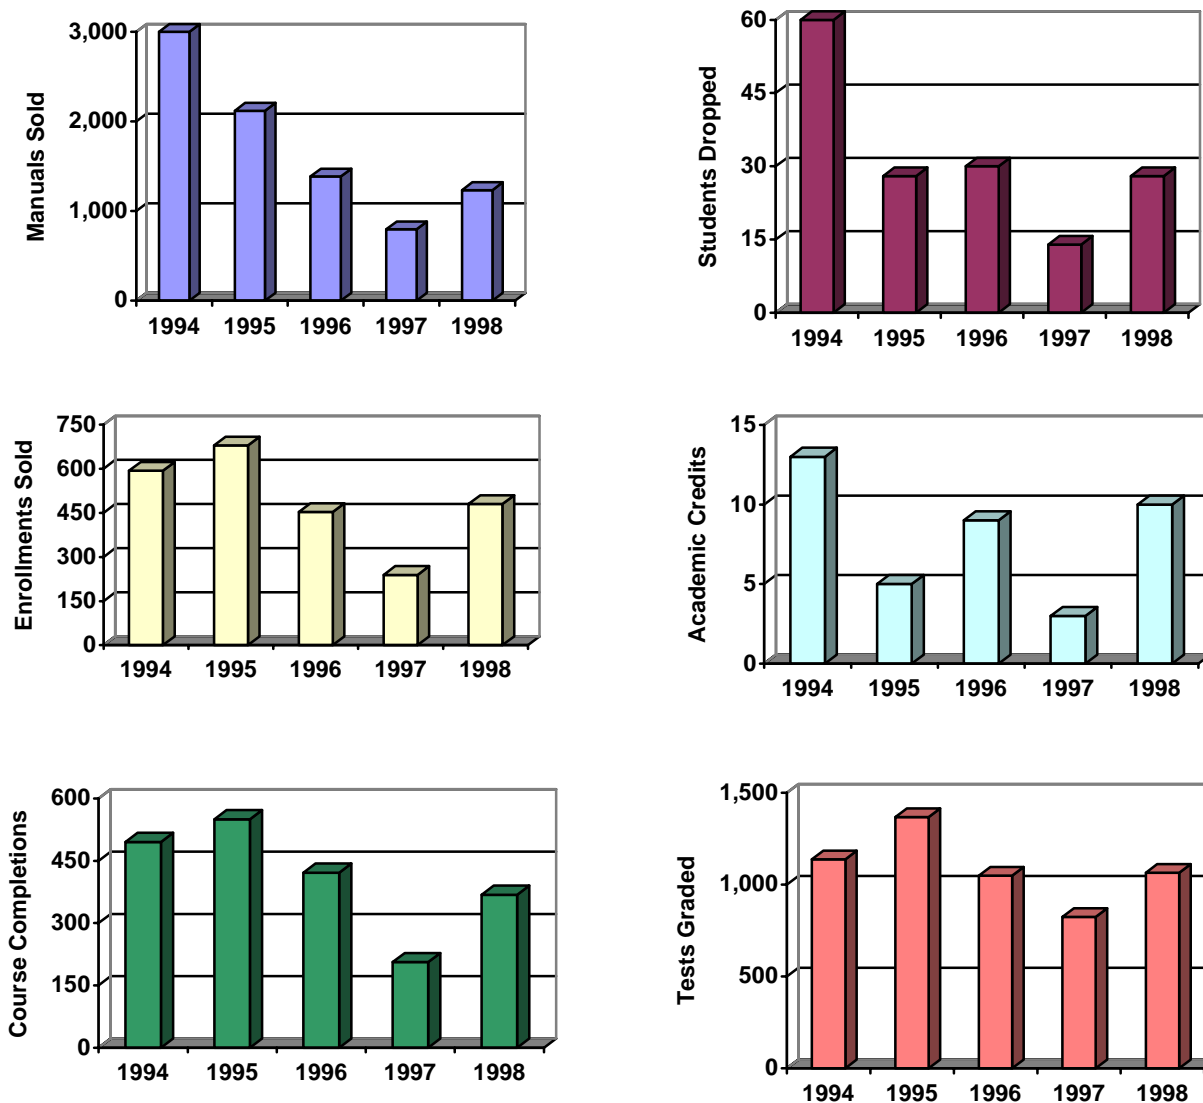 Manuals Sold
3,000
2,000
1,000
0
1994 1995 1996 1997 1998
Students Dropped
60
45
30
15
0
1994 1995 1996 1997 1998
Enrollments Sold
750
600
450
300
150
0
1994 1995 1996 1997 1998
Academic Credits
15
10
5
0
1994 1995 1996 1997 1998
Course Completions
600
450
300
150
0
1994 1995 1996 1997 1998
Tests Graded
1,500
1,000
500
0
1994 1995 1996 1997 1998